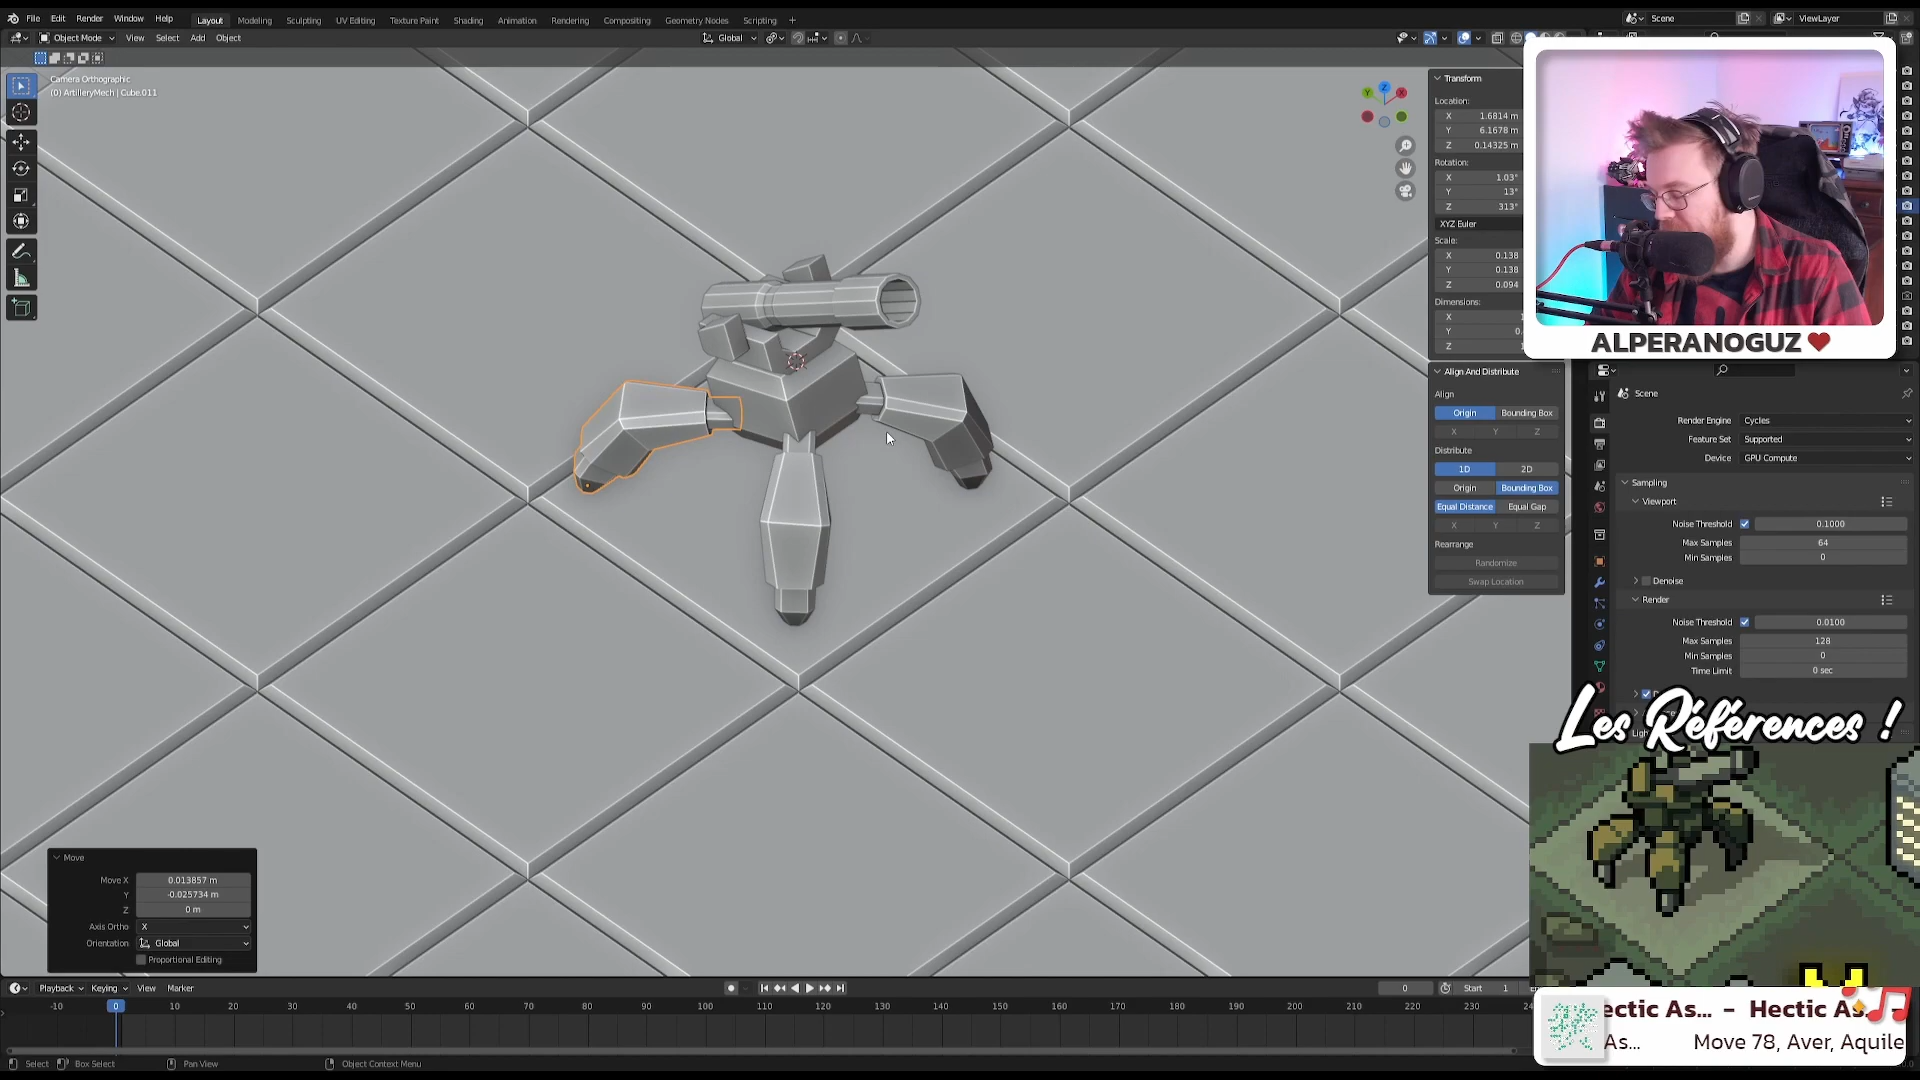 File Edit Render Window Help Layout Modeling Sculpting UV Editing Texture Paint Shading Animation Rendering Compositing Geometry Nodes Scripting + Scene ViewLayer
Object Mode View Select Add Object Global
Camera Orthographic
(0) ArtilleryMech | Cube.011
Transform
Location:
X 1.6814 m
Y 6.1678 m
Z 0.14325 m
Rotation:
X 1.03°
Y 13°
Z 313°
XYZ Euler
Scale:
X 0.138
Y 0.138
Z 0.094
Dimensions:
X
Y 0.
Z
Align And Distribute
Align
Origin Bounding Box
X Y Z
Distribute
1D 2D
Origin Bounding Box
Equal Distance Equal Gap
X Y Z
Rearrange
Randomize
Swap Location
ALPERANOGUZ
Scene
Render Engine Cycles
Feature Set Supported
Device GPU Compute
Sampling
Viewport
Noise Threshold 0.1000
Max Samples 64
Min Samples 0
Denoise
Render
Noise Threshold 0.0100
Max Samples 128
Min Samples 0
Time Limit 0 sec
Les Références !
Move
Move X 0.013857 m
Y -0.025734 m
Z 0 m
Axis Ortho X
Orientation Global
Proportional Editing
Playback Keying View Marker 0 Start 1
-10 0 10 20 30 40 50 60 70 80 90 100 110 120 130 140 150 160 170 180 190 200 210 220 230
Select Box Select Pan View Object Context Menu
ectic As... - Hectic As...
As... Move 78, Aver, Aquile